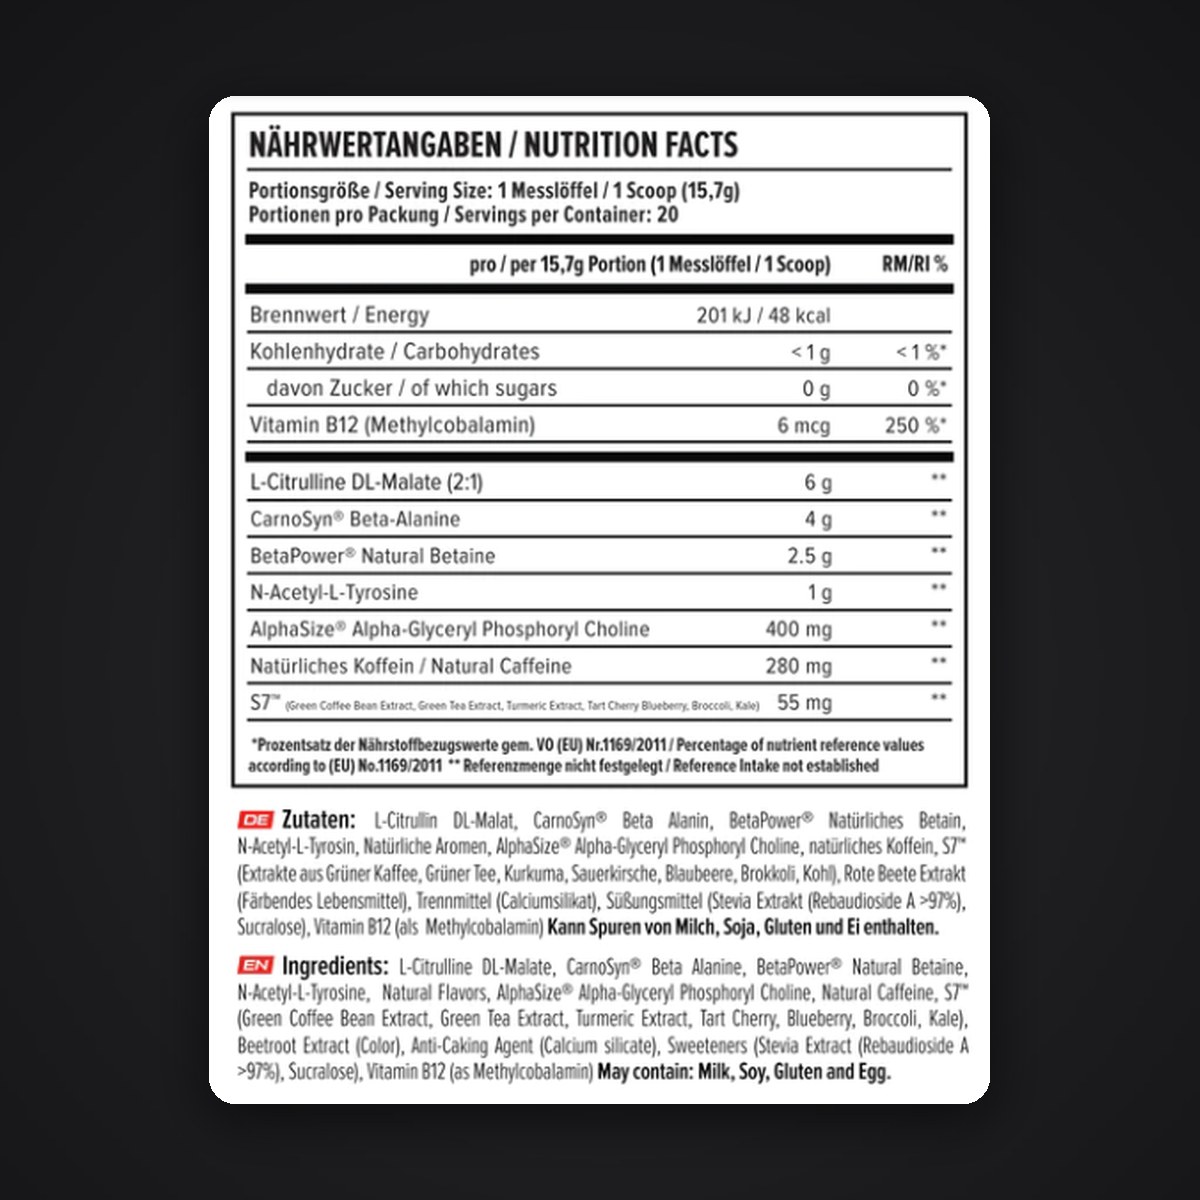 NÄHRWERTANGABEN / NUTRITION FACTS
Portionsgröße / Serving Size: 1 Messlöffel / 1 Scoop (15,7g)
Portionen pro Packung / Servings per Container: 20
pro / per 15,7g Portion (1 Messlöffel / 1 Scoop) RM/RI %
Brennwert / Energy 201 kJ / 48 kcal
Kohlenhydrate / Carbohydrates < 1 g < 1 %*
davon Zucker / of which sugars 0 g 0 %*
Vitamin B12 (Methylcobalamin) 6 mcg 250 %*
L-Citrulline DL-Malate (2:1) 6 g **
CarnoSyn® Beta-Alanine 4 g **
BetaPower® Natural Betaine 2.5 g **
N-Acetyl-L-Tyrosine 1 g **
AlphaSize® Alpha-Glyceryl Phosphoryl Choline 400 mg **
Natürliches Koffein / Natural Caffeine 280 mg **
S7™ (Green Coffee Bean Extract, Green Tea Extract, Turmeric Extract, Tart Cherry Blueberry, Broccoli, Kale) 55 mg **
*Prozentsatz der Nährstoffbezugswerte gem. VO (EU) Nr.1169/2011 / Percentage of nutrient reference values
according to (EU) No.1169/2011 ** Referenzmenge nicht festgelegt / Reference Intake not established
DE Zutaten: L-Citrullin DL-Malat, CarnoSyn® Beta Alanin, BetaPower® Natürliches Betain,
N-Acetyl-L-Tyrosin, Natürliche Aromen, AlphaSize® Alpha-Glyceryl Phosphoryl Choline, natürliches Koffein, S7™
(Extrakte aus Grüner Kaffee, Grüner Tee, Kurkuma, Sauerkirsche, Blaubeere, Brokkoli, Kohl), Rote Beete Extrakt
(Färbendes Lebensmittel), Trennmittel (Calciumsilikat), Süßungsmittel (Stevia Extrakt (Rebaudioside A >97%),
Sucralose), Vitamin B12 (als Methylcobalamin) Kann Spuren von Milch, Soja, Gluten und Ei enthalten.
EN Ingredients: L-Citrulline DL-Malate, CarnoSyn® Beta Alanine, BetaPower® Natural Betaine,
N-Acetyl-L-Tyrosine, Natural Flavors, AlphaSize® Alpha-Glyceryl Phosphoryl Choline, Natural Caffeine, S7™
(Green Coffee Bean Extract, Green Tea Extract, Turmeric Extract, Tart Cherry, Blueberry, Broccoli, Kale),
Beetroot Extract (Color), Anti-Caking Agent (Calcium silicate), Sweeteners (Stevia Extract (Rebaudioside A
>97%), Sucralose), Vitamin B12 (as Methylcobalamin) May contain: Milk, Soy, Gluten and Egg.